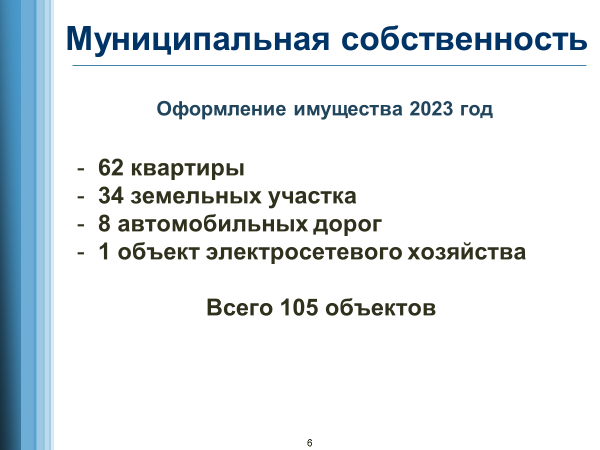 Муниципальная собственность
Оформление имущества 2023 год
- 62 квартиры
- 34 земельных участка
- 8 автомобильных дорог
- 1 объект электросетевого хозяйства
Всего 105 объектов
6